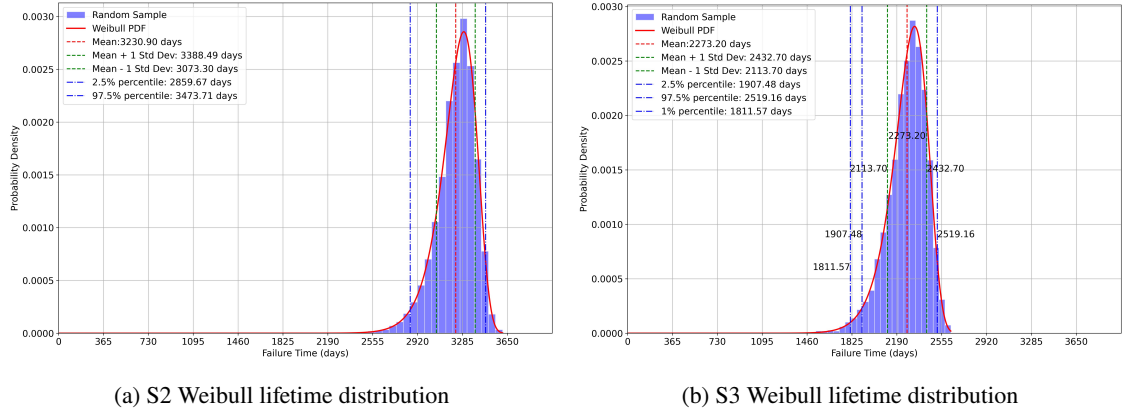 Random Sample
Weibull PDF
Mean:3230.90 days
Mean + 1 Std Dev: 3388.49 days
Mean - 1 Std Dev: 3073.30 days
2.5% percentile: 2859.67 days
97.5% percentile: 3473.71 days
0.0030
0.0025
0.0020
0.0015
0.0010
0.0005
0.0000
Probability Density
0 365 730 1095 1460 1825 2190 2555 2920 3285 3650
Failure Time (days)
(a) S2 Weibull lifetime distribution
Random Sample
Weibull PDF
Mean:2273.20 days
Mean + 1 Std Dev: 2432.70 days
Mean - 1 Std Dev: 2113.70 days
2.5% percentile: 1907.48 days
97.5% percentile: 2519.16 days
1% percentile: 1811.57 days
2273.20
2113.70 2432.70
1907.48 2519.16
1811.57
0.0030
0.0025
0.0020
0.0015
0.0010
0.0005
0.0000
Probability Density
0 365 730 1095 1460 1825 2190 2555 2920 3285 3650
Failure Time (days)
(b) S3 Weibull lifetime distribution